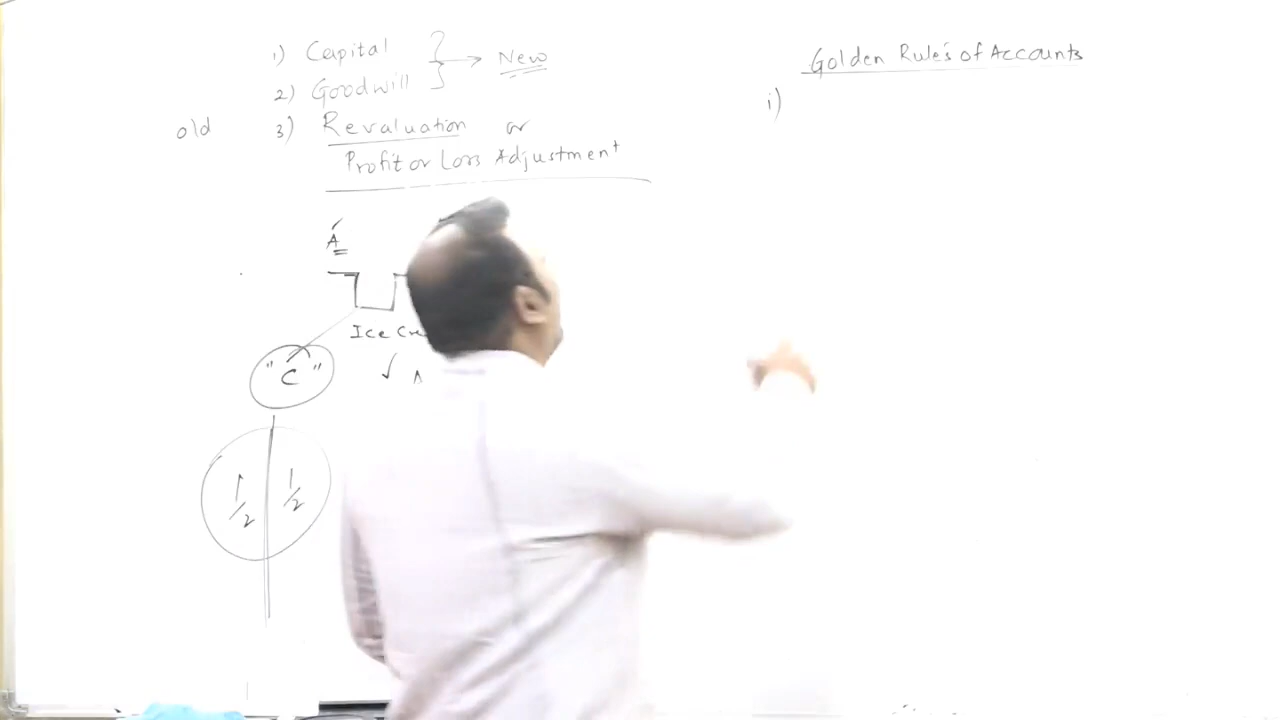 1) Capital
2) Goodwill
New
old 3) Revaluation or
Profit or Loss Adjustment
A
Ice
"C"
1/2 1/2
Golden Rules of Accounts
i)